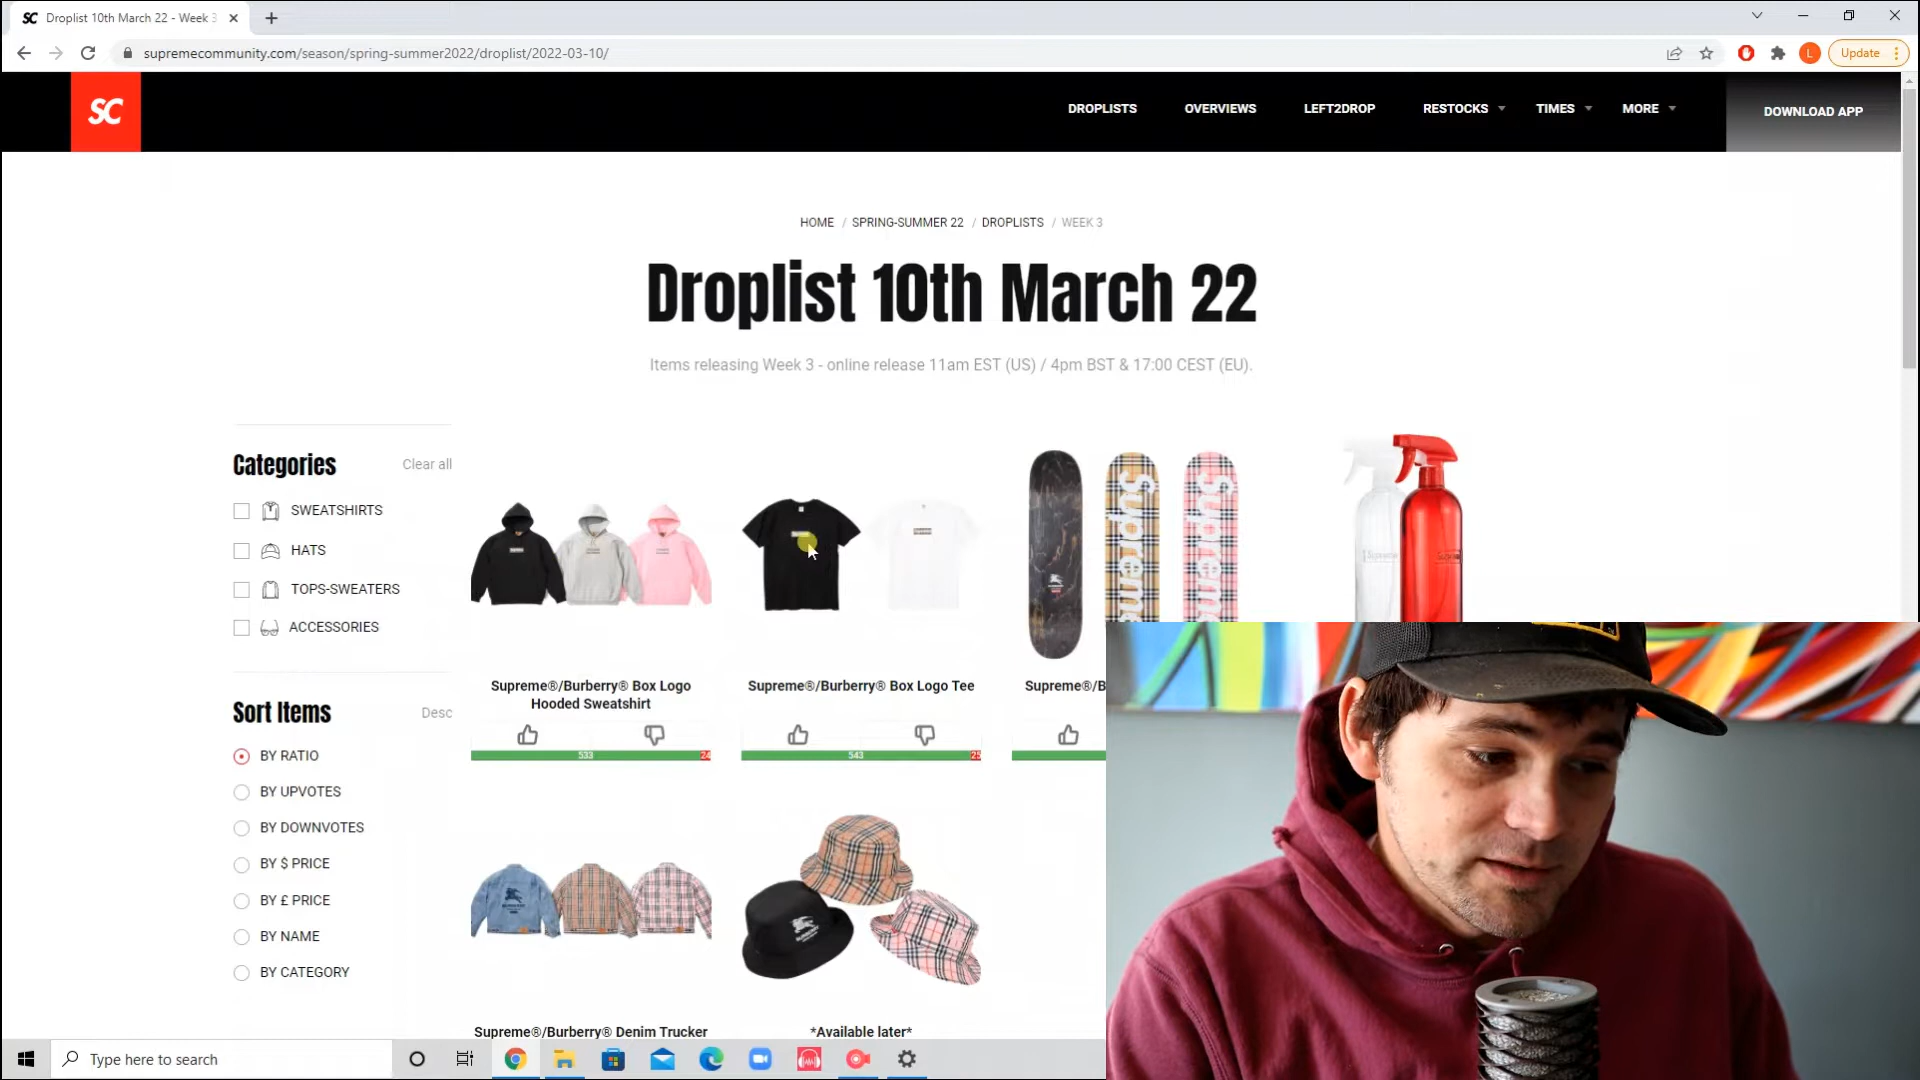 SC Droplist 10th March 22 - Week 3
supremecommunity.com/season/spring-summer2022/droplist/2022-03-10/
L
Update
SC
DROPLISTS OVERVIEWS LEFT2DROP RESTOCKS TIMES MORE DOWNLOAD APP
HOME / SPRING-SUMMER 22 / DROPLISTS / WEEK 3
Droplist 10th March 22
Items releasing Week 3 - online release 11am EST (US) / 4pm BST & 17:00 CEST (EU).
Categories Clear all
SWEATSHIRTS
HATS
TOPS-SWEATERS
ACCESSORIES
Sort Items Desc
BY RATIO
BY UPVOTES
BY DOWNVOTES
BY $ PRICE
BY £ PRICE
BY NAME
BY CATEGORY
Supreme
Supreme
Supreme®/Burberry® Box Logo
Hooded Sweatshirt
533 24
Supreme®/Burberry® Box Logo Tee
543 25
Supreme®/B
Supreme®/Burberry® Denim Trucker
*Available later*
Type here to search